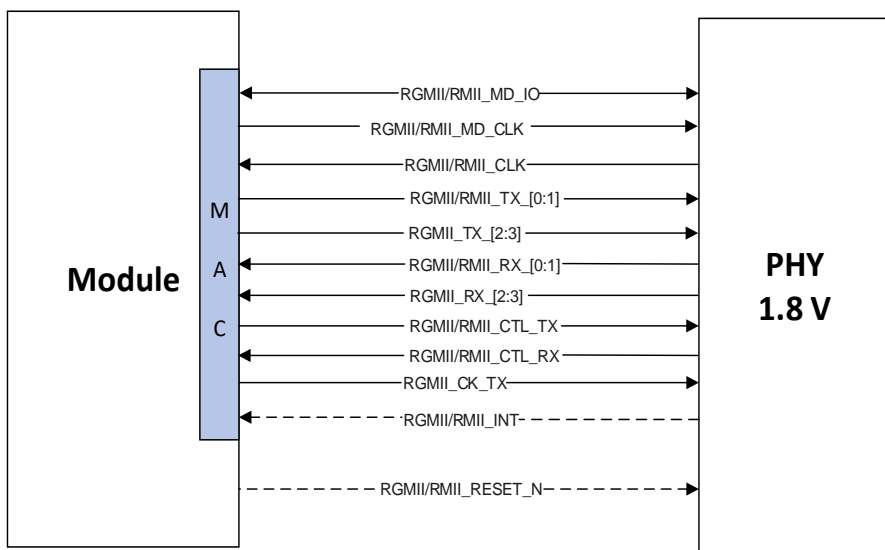 RGMII/RMII_MD_IO
RGMII/RMII_MD_CLK
RGMII/RMII_CLK
RGMII/RMII_TX_[0:1]
RGMII_TX_[2:3]
RGMII/RMII_RX_[0:1]
RGMII_RX_[2:3]
RGMII/RMII_CTL_TX
RGMII/RMII_CTL_RX
RGMII_CK_TX
RGMII/RMII_INT
RGMII/RMII_RESET_N
Module
M
A
C
PHY
1.8 V